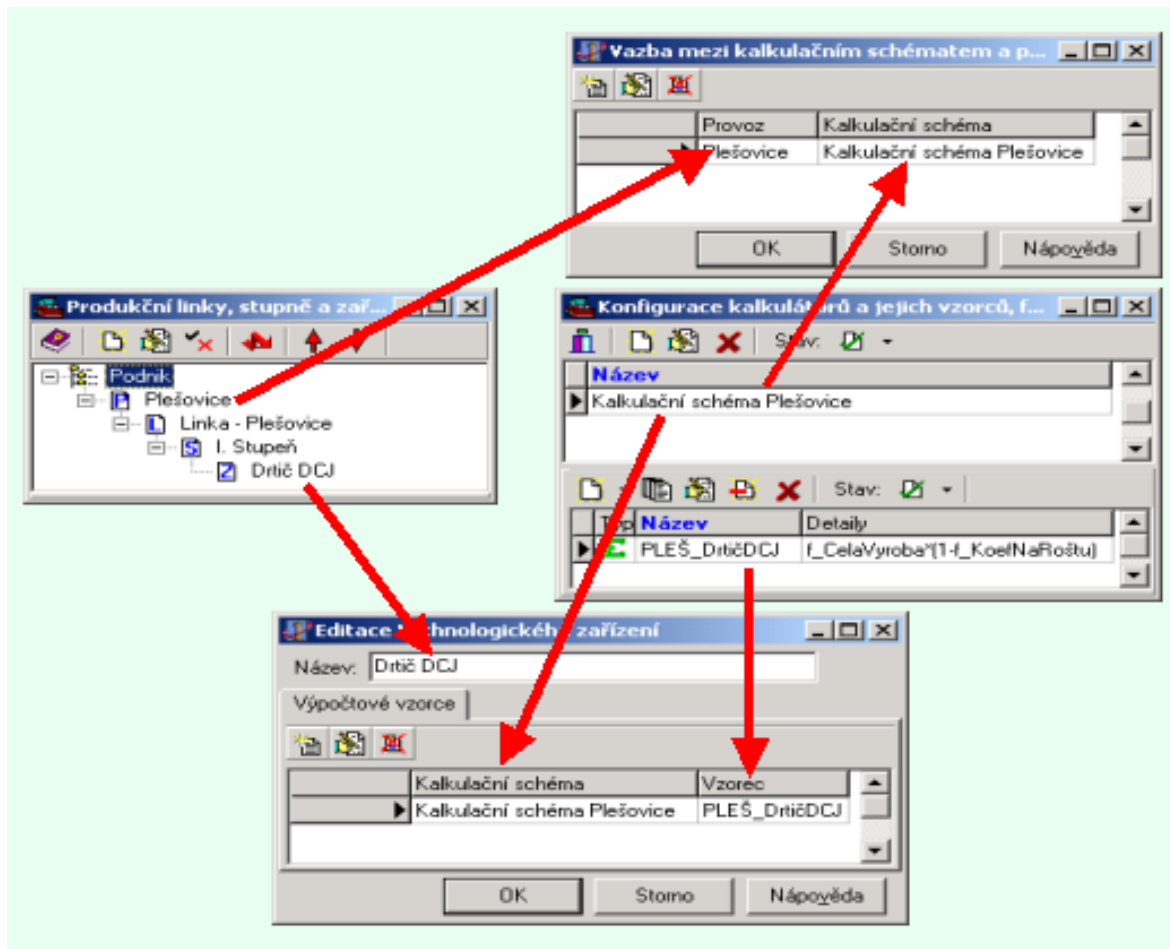 Vazba mezi kalkulačním schématem a p...
Provoz Kalkulační schéma
Plešovice Kalkulační schéma Plešovice
OK Storno Nápověda
Produkční linky, stupně a zař...
Podnik
P Plešovice
L Linka - Plešovice
S I. Stupeň
Z Drtič DCJ
Konfigurace kalkulátorů a jejich vzorců, f...
Stav:
Název
Kalkulační schéma Plešovice
Stav:
Typ Název Detaily
Σ PLEŠ_DrtičDCJ f_CelaVyroba*(1-f_KoefNaRoštu)
Editace technologického zařízení
Název: Drtič DCJ
Výpočtové vzorce
Kalkulační schéma Vzorec
Kalkulační schéma Plešovice PLEŠ_DrtičDCJ
OK Storno Nápověda